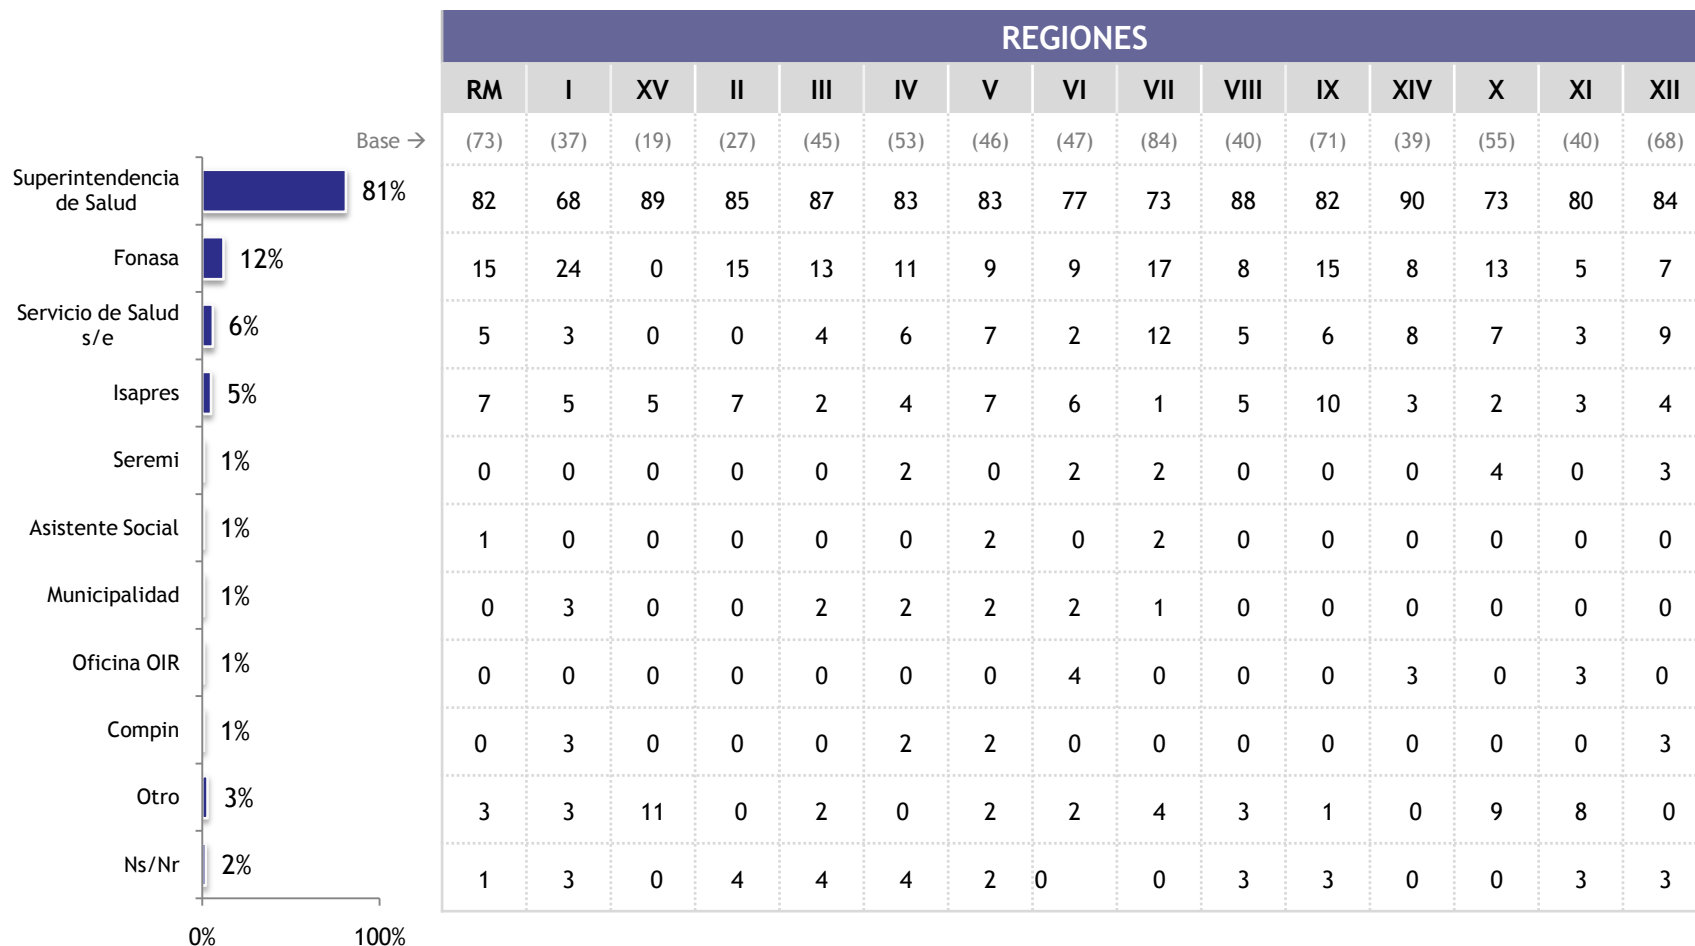 REGIONES
RM I XV II III IV V VI VII VIII IX XIV X XI XII
Base → (73) (37) (19) (27) (45) (53) (46) (47) (84) (40) (71) (39) (55) (40) (68)
Superintendencia
de Salud 81% 82 68 89 85 87 83 83 77 73 88 82 90 73 80 84
Fonasa 12% 15 24 0 15 13 11 9 9 17 8 15 8 13 5 7
Servicio de Salud
s/e 6% 5 3 0 0 4 6 7 2 12 5 6 8 7 3 9
Isapres 5% 7 5 5 7 2 4 7 6 1 5 10 3 2 3 4
Seremi 1% 0 0 0 0 0 2 0 2 2 0 0 0 4 0 3
Asistente Social 1% 1 0 0 0 0 0 2 0 2 0 0 0 0 0 0
Municipalidad 1% 0 3 0 0 2 2 2 2 1 0 0 0 0 0 0
Oficina OIR 1% 0 0 0 0 0 0 0 4 0 0 0 3 0 3 0
Compin 1% 0 3 0 0 0 2 2 0 0 0 0 0 0 0 3
Otro 3% 3 3 11 0 2 0 2 2 4 3 1 0 9 8 0
Ns/Nr 2% 1 3 0 4 4 4 2 0 0 3 3 0 0 3 3
0% 100%